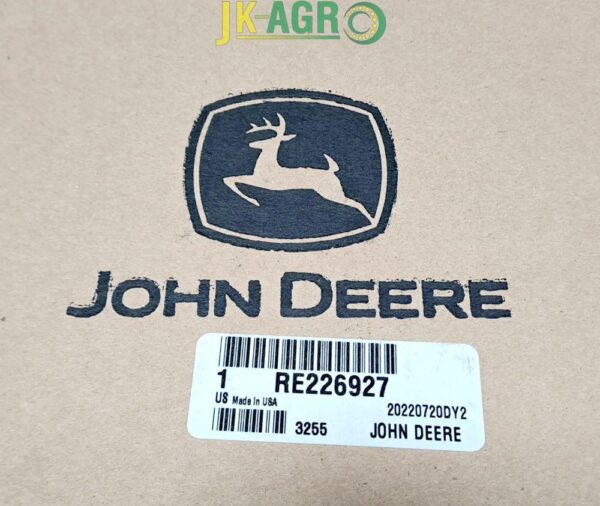 JK-AGRO
JOHN DEERE
1 RE226927
US Made In USA
20220720DY2
3255 JOHN DEERE